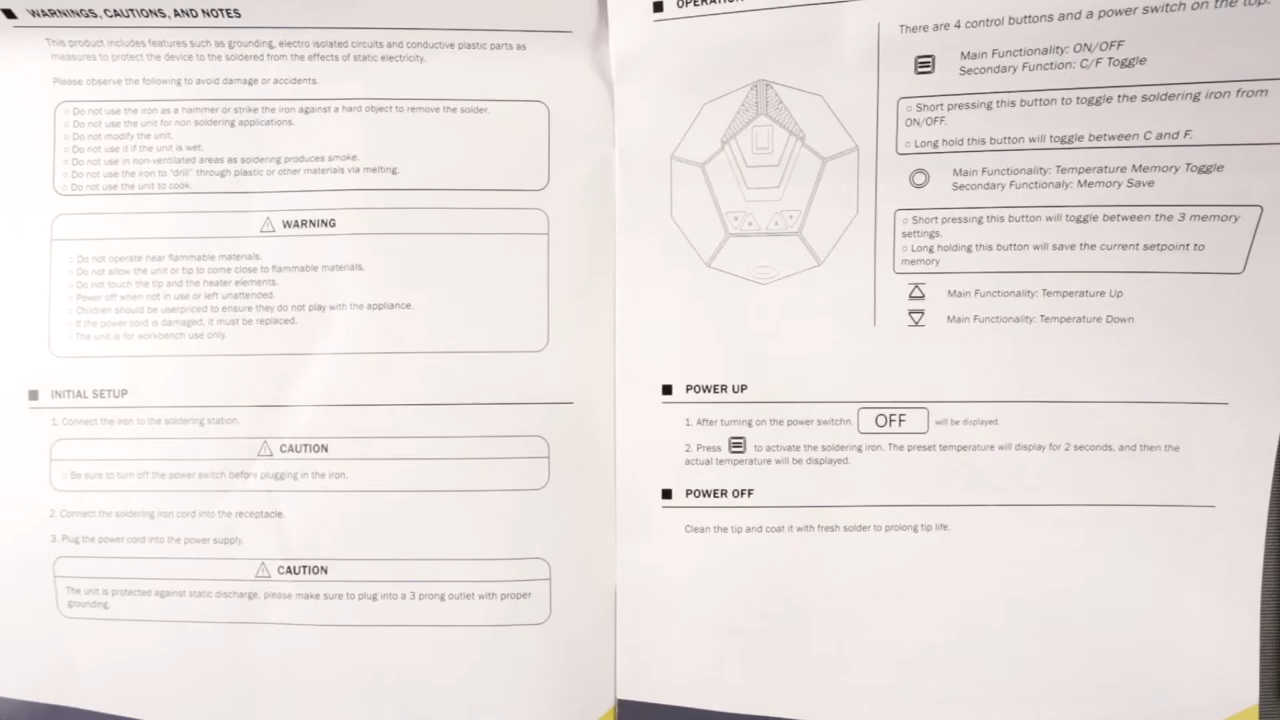 WARNINGS, CAUTIONS, AND NOTES
This product includes features such as grounding, electro isolated circuits and conductive plastic parts as
measures to protect the device to the soldered from the effects of static electricity.
Please observe the following to avoid damage or accidents.
○ Do not use the iron as a hammer or strike the iron against a hard object to remove the solder.
○ Do not use the unit for non soldering applications.
○ Do not modify the unit.
○ Do not use it if the unit is wet.
○ Do not use in non-ventilated areas as soldering produces smoke.
○ Do not use the iron to "drill" through plastic or other materials via melting.
○ Do not use the unit to cook.
WARNING
○ Do not operate near flammable materials.
○ Do not allow the unit or tip to come close to flammable materials.
○ Do not touch the tip and the heater elements.
○ Power off when not in use or left unattended.
○ Children should be userpriced to ensure they do not play with the appliance.
○ If the power cord is damaged, it must be replaced.
○ The unit is for workbench use only.
INITIAL SETUP
1. Connect the iron to the soldering station.
CAUTION
○ Be sure to turn off the power switch before plugging in the iron.
2. Connect the soldering iron cord into the receptacle.
3. Plug the power cord into the power supply.
CAUTION
The unit is protected against static discharge, please make sure to plug into a 3 prong outlet with proper
grounding.
OPERATION
There are 4 control buttons and a power switch on the top.
Main Functionality: ON/OFF
Secondary Function: C/F Toggle
○ Short pressing this button to toggle the soldering iron from
ON/OFF.
○ Long hold this button will toggle between C and F.
Main Functionality: Temperature Memory Toggle
Secondary Functionaly: Memory Save
○ Short pressing this button will toggle between the 3 memory
settings.
○ Long holding this button will save the current setpoint to
memory
Main Functionality: Temperature Up
Main Functionality: Temperature Down
POWER UP
1. After turning on the power switchn. OFF will be displayed.
2. Press to activate the soldering iron. The preset temperature will display for 2 seconds, and then the
actual temperature will be displayed.
POWER OFF
Clean the tip and coat it with fresh solder to prolong tip life.